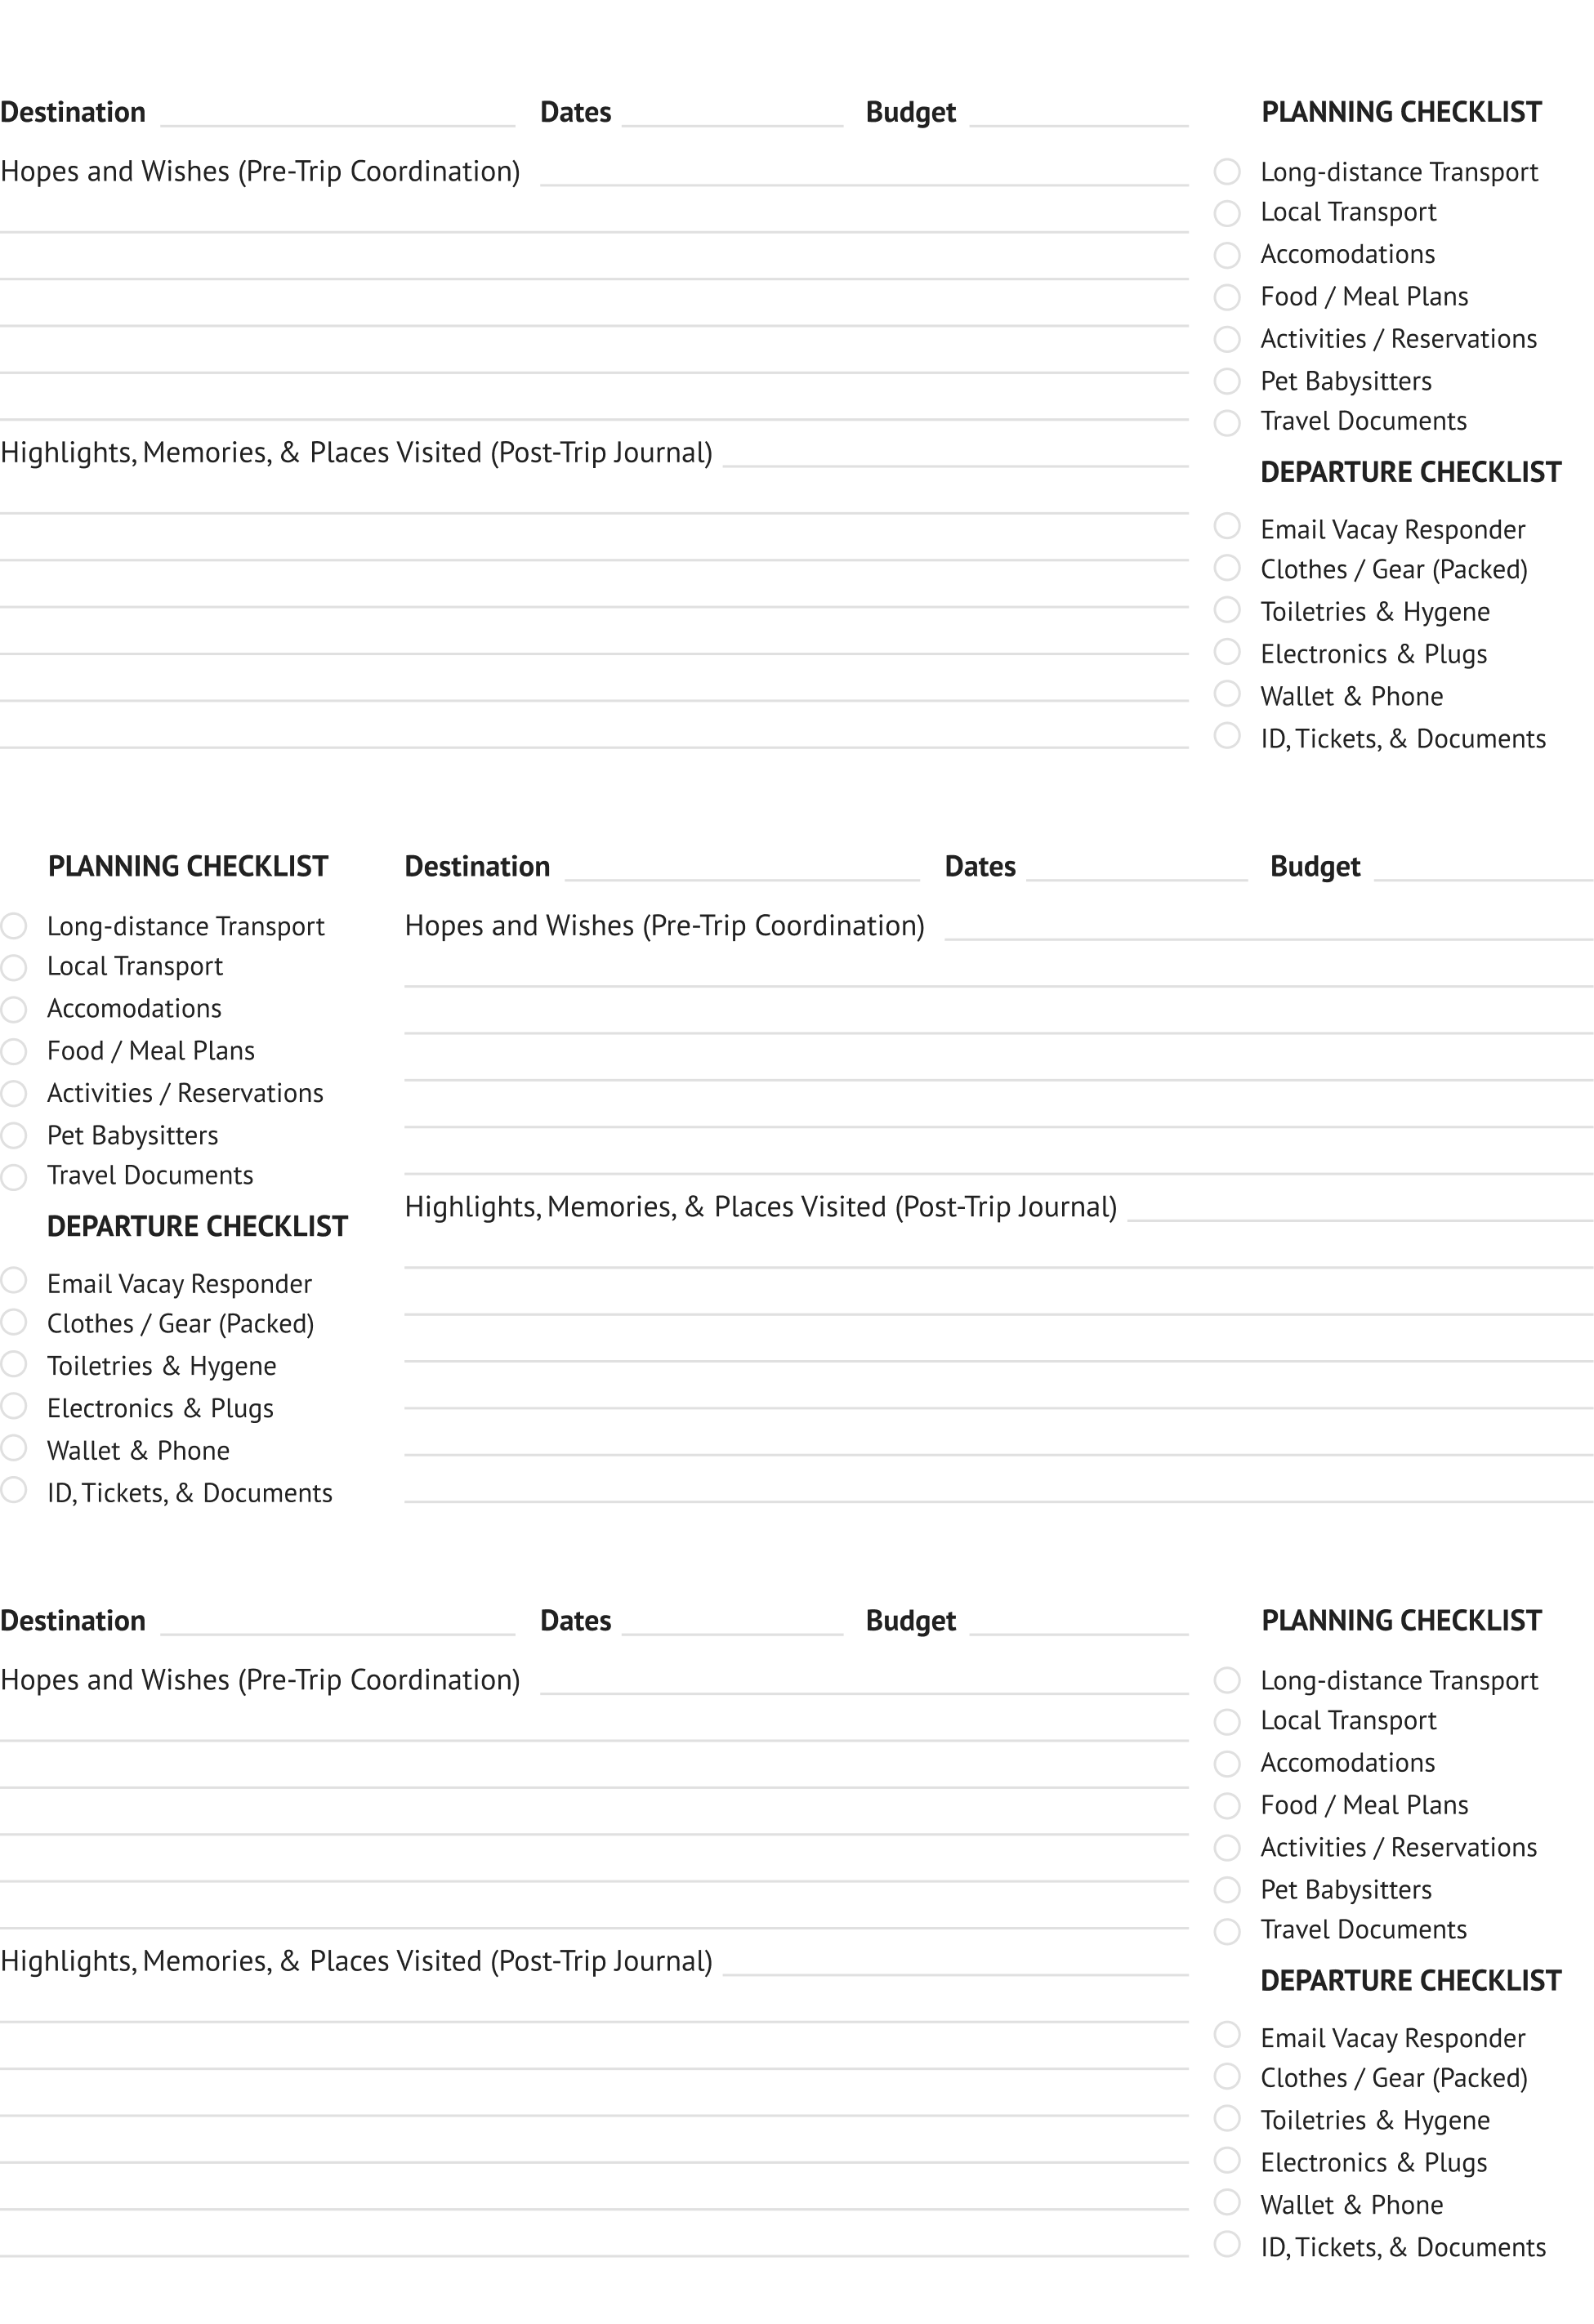 Destination Dates Budget
Hopes and Wishes (Pre-Trip Coordination)
Highlights, Memories, & Places Visited (Post-Trip Journal)
PLANNING CHECKLIST
Long-distance Transport
Local Transport
Accomodations
Food / Meal Plans
Activities / Reservations
Pet Babysitters
Travel Documents
DEPARTURE CHECKLIST
Email Vacay Responder
Clothes / Gear (Packed)
Toiletries & Hygene
Electronics & Plugs
Wallet & Phone
ID, Tickets, & Documents
PLANNING CHECKLIST
Long-distance Transport
Local Transport
Accomodations
Food / Meal Plans
Activities / Reservations
Pet Babysitters
Travel Documents
DEPARTURE CHECKLIST
Email Vacay Responder
Clothes / Gear (Packed)
Toiletries & Hygene
Electronics & Plugs
Wallet & Phone
ID, Tickets, & Documents
Destination Dates Budget
Hopes and Wishes (Pre-Trip Coordination)
Highlights, Memories, & Places Visited (Post-Trip Journal)
Destination Dates Budget
Hopes and Wishes (Pre-Trip Coordination)
Highlights, Memories, & Places Visited (Post-Trip Journal)
PLANNING CHECKLIST
Long-distance Transport
Local Transport
Accomodations
Food / Meal Plans
Activities / Reservations
Pet Babysitters
Travel Documents
DEPARTURE CHECKLIST
Email Vacay Responder
Clothes / Gear (Packed)
Toiletries & Hygene
Electronics & Plugs
Wallet & Phone
ID, Tickets, & Documents